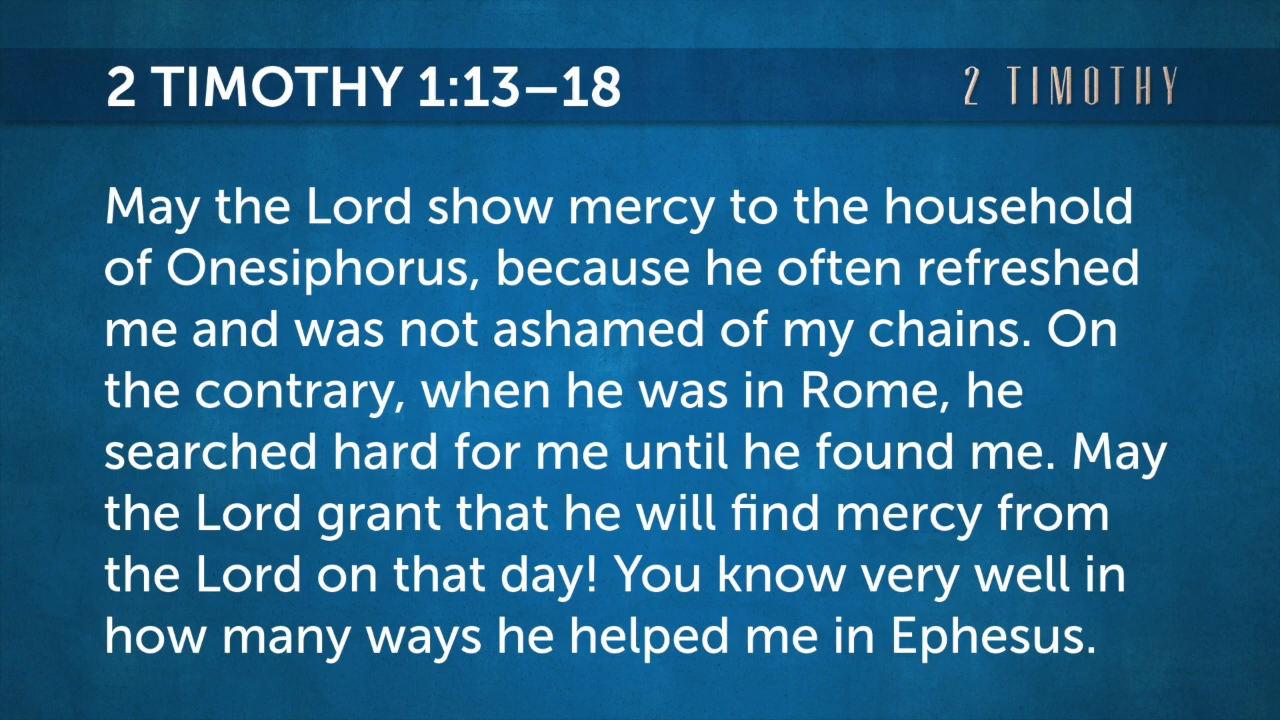 2 TIMOTHY 1:13–18
2 TIMOTHY
May the Lord show mercy to the household
of Onesiphorus, because he often refreshed
me and was not ashamed of my chains. On
the contrary, when he was in Rome, he
searched hard for me until he found me. May
the Lord grant that he will find mercy from
the Lord on that day! You know very well in
how many ways he helped me in Ephesus.